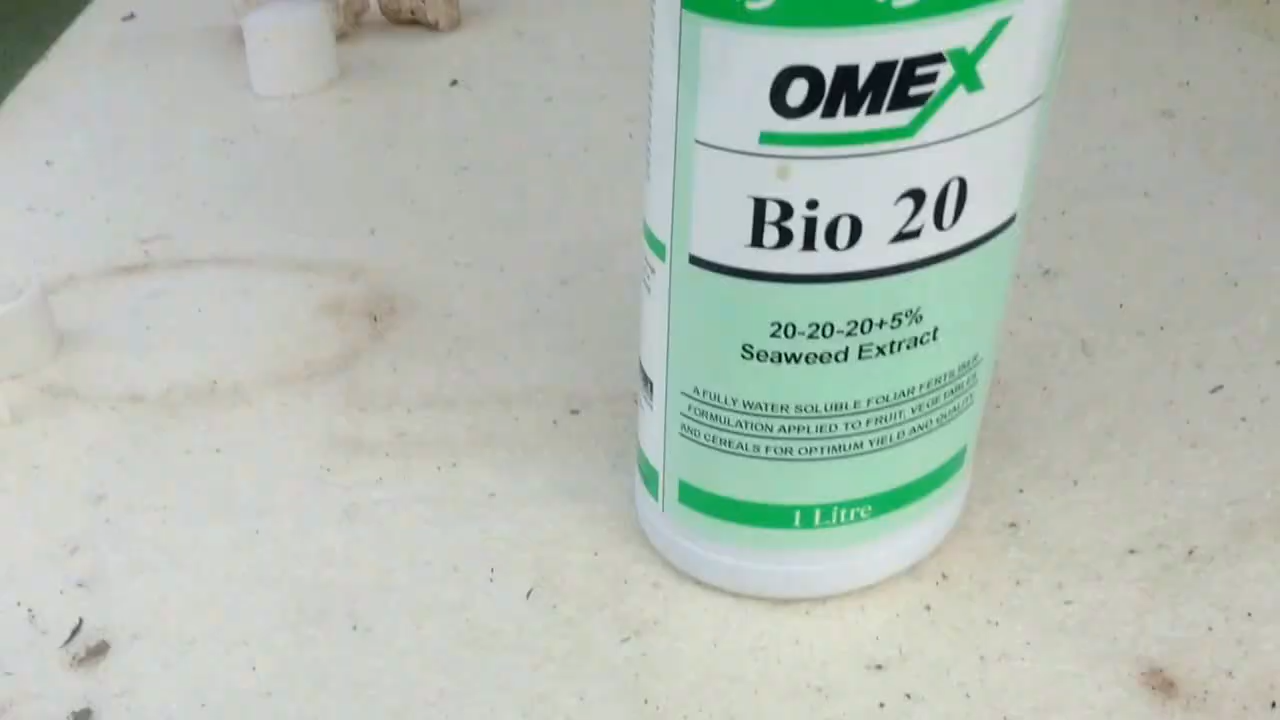 OMEX
Bio 20
20-20-20+5%
Seaweed Extract
A FULLY WATER SOLUBLE FOLIAR FERTILISER
FORMULATION APPLIED TO FRUIT, VEGETABLES
AND CEREALS FOR OPTIMUM YIELD AND QUALITY
1 Litre